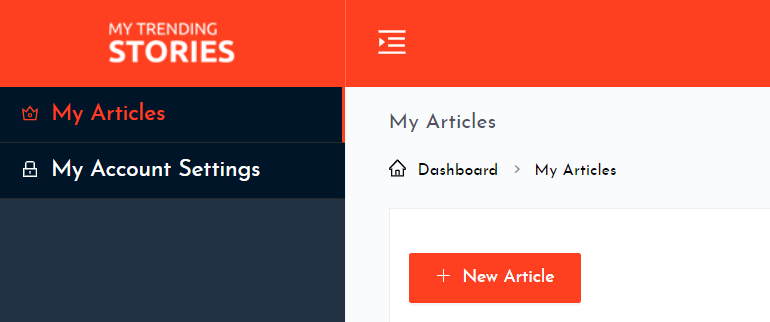 MY TRENDING
STORIES
My Articles
My Account Settings
My Articles
Dashboard > My Articles
+ New Article